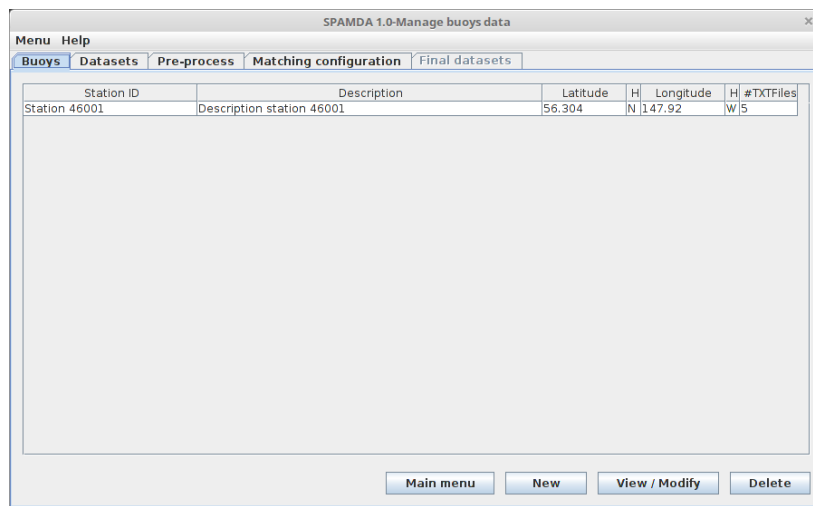 SPAMDA 1.0-Manage buoys data ×
Menu Help
Buoys Datasets Pre-process Matching configuration Final datasets
Station ID Description Latitude H Longitude H #TXTFiles
Station 46001 Description station 46001 56.304 N 147.92 W 5
Main menu New View / Modify Delete